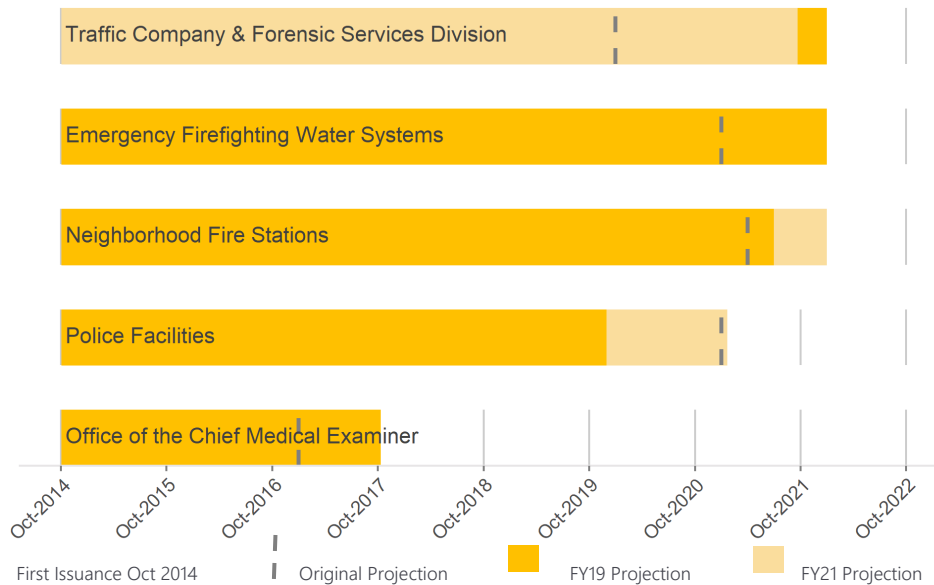 Traffic Company & Forensic Services Division
Emergency Firefighting Water Systems
Neighborhood Fire Stations
Police Facilities
Office of the Chief Medical Examiner
Oct-2014 Oct-2015 Oct-2016 Oct-2017 Oct-2018 Oct-2019 Oct-2020 Oct-2021 Oct-2022
First Issuance Oct 2014 Original Projection FY19 Projection FY21 Projection